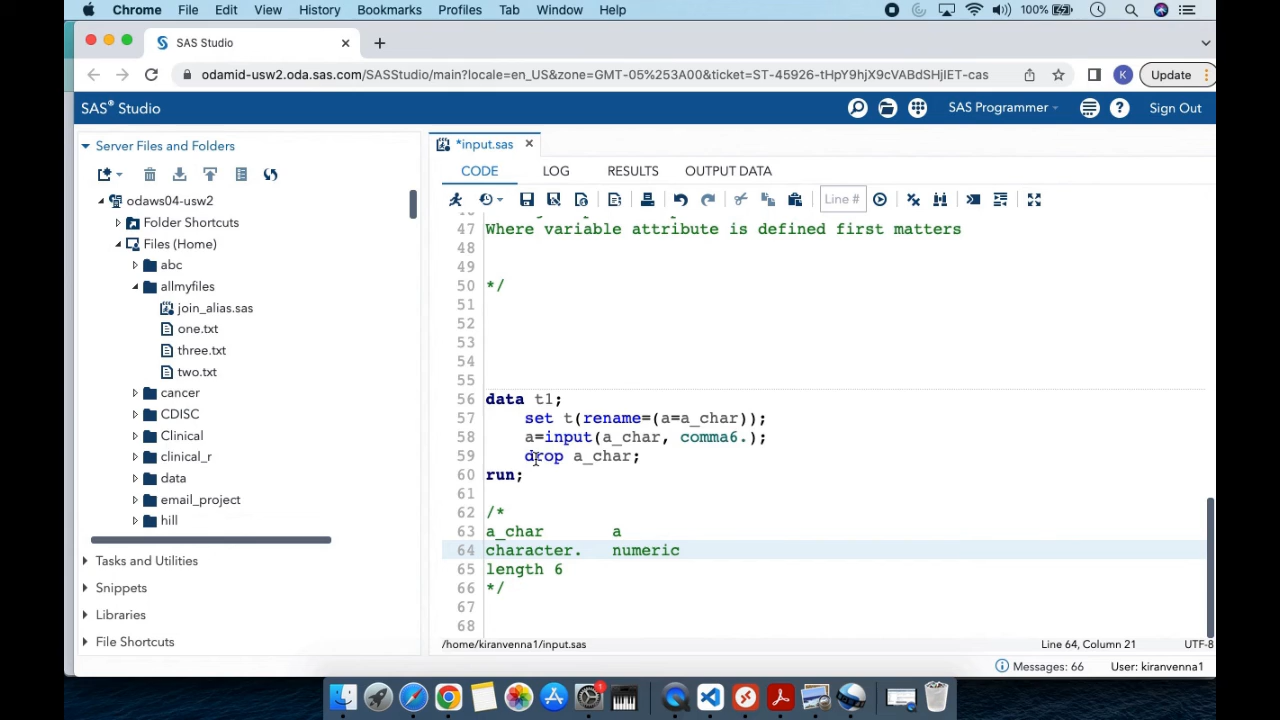 Chrome File Edit View History Bookmarks Profiles Tab Window Help 100%
SAS Studio
odamid-usw2.oda.sas.com/SASStudio/main?locale=en_US&zone=GMT-05%253A00&ticket=ST-45926-tHpY9hjX9cVABdSHjIET-cas K Update
SAS® Studio SAS Programmer Sign Out
Server Files and Folders
*input.sas
CODE LOG RESULTS OUTPUT DATA
Line #
odaws04-usw2
Folder Shortcuts
Files (Home)
abc
allmyfiles
join_alias.sas
one.txt
three.txt
two.txt
cancer
CDISC
Clinical
clinical_r
data
email_project
hill
Tasks and Utilities
Snippets
Libraries
File Shortcuts
47 Where variable attribute is defined first matters
48
49
50 */
51
52
53
54
55
56 data t1;
57 set t(rename=(a=a_char));
58 a=input(a_char, comma6.);
59 drop a_char;
60 run;
61
62 /*
63 a_char a
64 character. numeric
65 length 6
66 */
67
68
/home/kiranvenna1/input.sas Line 64, Column 21 UTF-8
Messages: 66 User: kiranvenna1
1